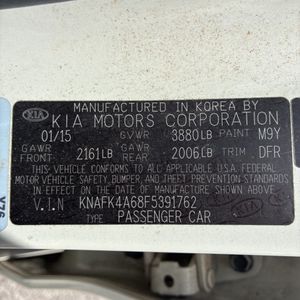 MANUFACTURED IN KOREA BY
KIA KIA MOTORS CORPORATION
01/15 GVWR 3880LB PAINT M9Y
GAWR FRONT 2161LB GAWR REAR 2006LB TRIM DFR
THIS VEHICLE CONFORMS TO ALL APPLICABLE U.S.A. FEDERAL
MOTOR VEHICLE SAFETY, BUMPER, AND THEFT PREVENTION STANDARDS
IN EFFECT ON THE DATE OF MANUFACTURE SHOWN ABOVE.
V.I.N KNAFK4A68F5391762
TYPE PASSENGER CAR